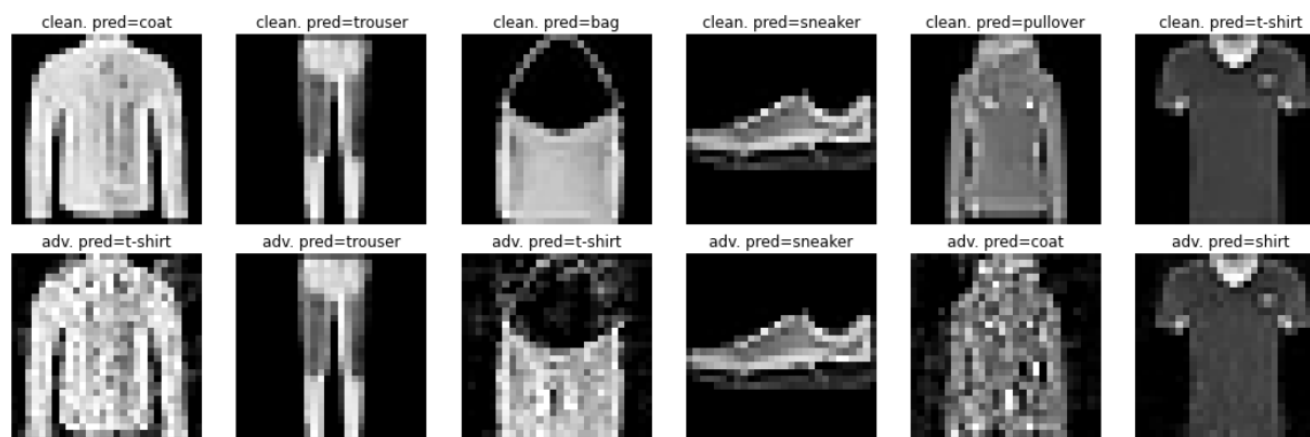 clean. pred=coat clean. pred=trouser clean. pred=bag clean. pred=sneaker clean. pred=pullover clean. pred=t-shirt
adv. pred=t-shirt adv. pred=trouser adv. pred=t-shirt adv. pred=sneaker adv. pred=coat adv. pred=shirt